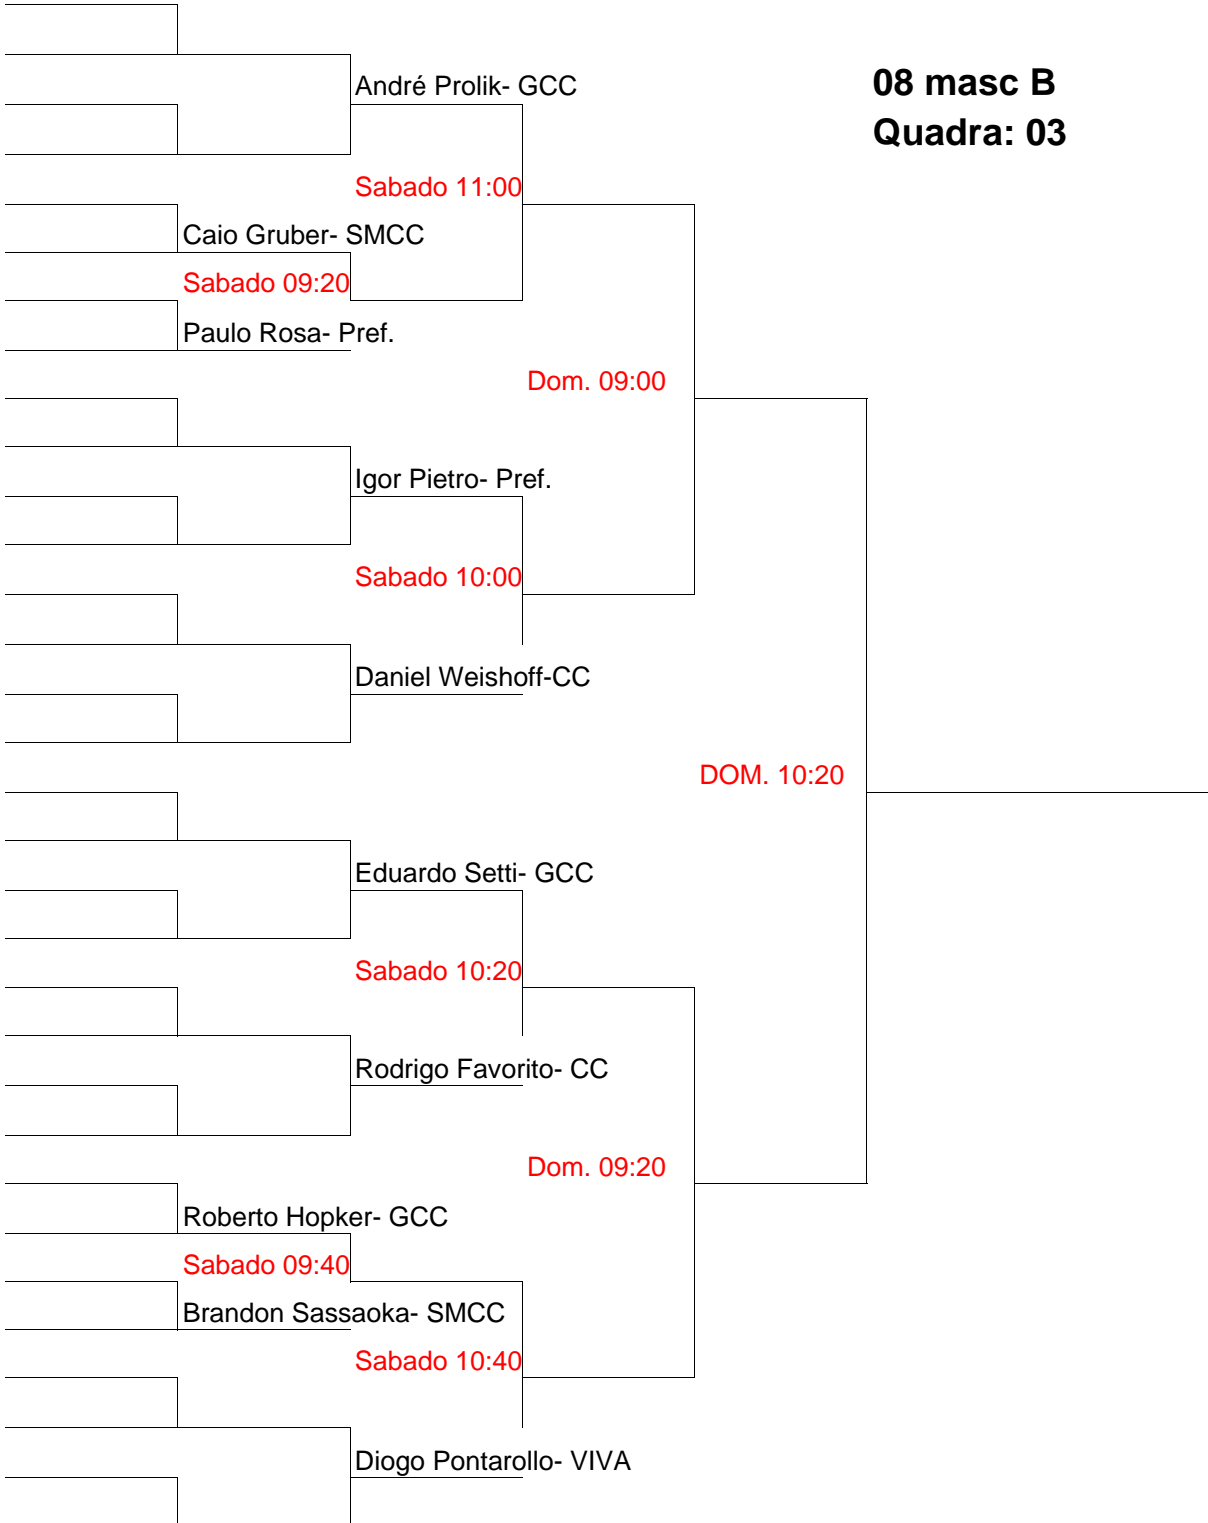 08 masc B
Quadra: 03
André Prolik- GCC
Sabado 11:00
Caio Gruber- SMCC
Sabado 09:20
Paulo Rosa- Pref.
Dom. 09:00
Igor Pietro- Pref.
Sabado 10:00
Daniel Weishoff-CC
DOM. 10:20
Eduardo Setti- GCC
Sabado 10:20
Rodrigo Favorito- CC
Dom. 09:20
Roberto Hopker- GCC
Sabado 09:40
Brandon Sassaoka- SMCC
Sabado 10:40
Diogo Pontarollo- VIVA